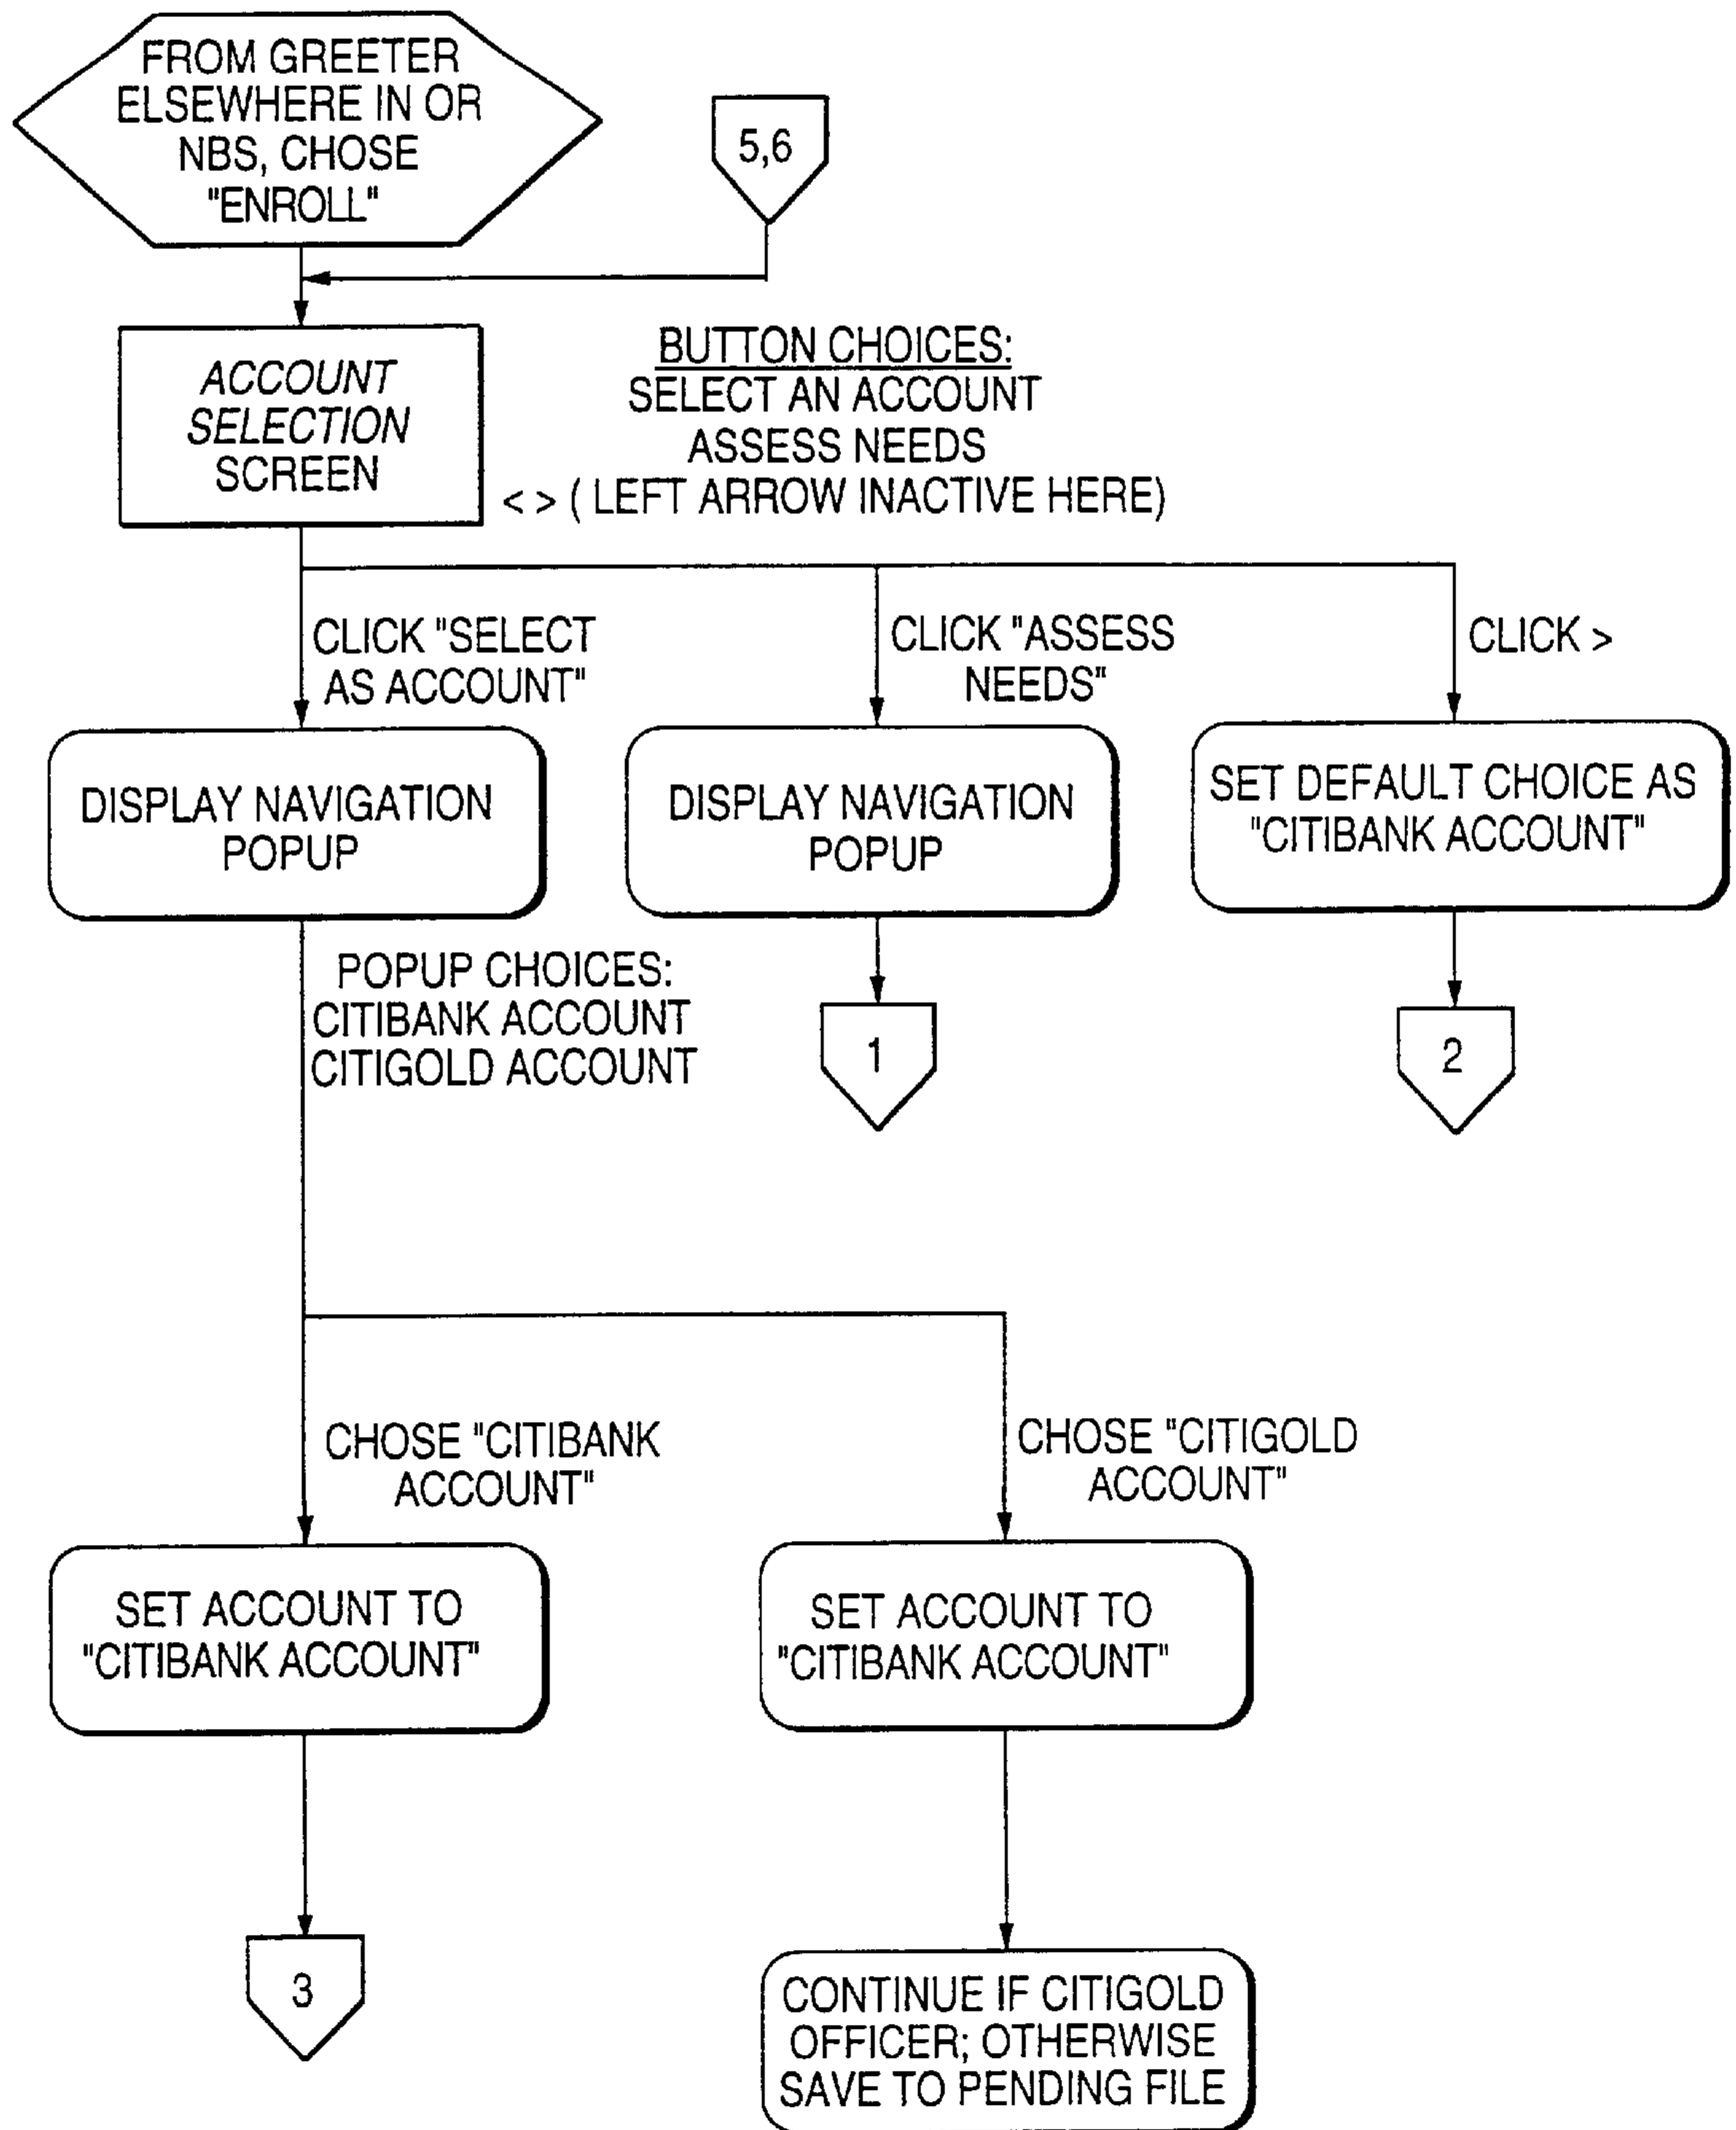 FROM GREETER
ELSEWHERE IN OR
NBS, CHOSE
"ENROLL"
5,6
ACCOUNT
SELECTION
SCREEN
BUTTON CHOICES:
SELECT AN ACCOUNT
ASSESS NEEDS
< > ( LEFT ARROW INACTIVE HERE)
CLICK "SELECT
AS ACCOUNT"
CLICK "ASSESS
NEEDS"
CLICK >
DISPLAY NAVIGATION
POPUP
DISPLAY NAVIGATION
POPUP
SET DEFAULT CHOICE AS
"CITIBANK ACCOUNT"
POPUP CHOICES:
CITIBANK ACCOUNT
CITIGOLD ACCOUNT
1
2
CHOSE "CITIBANK
ACCOUNT"
CHOSE "CITIGOLD
ACCOUNT"
SET ACCOUNT TO
"CITIBANK ACCOUNT"
SET ACCOUNT TO
"CITIBANK ACCOUNT"
3
CONTINUE IF CITIGOLD
OFFICER; OTHERWISE
SAVE TO PENDING FILE